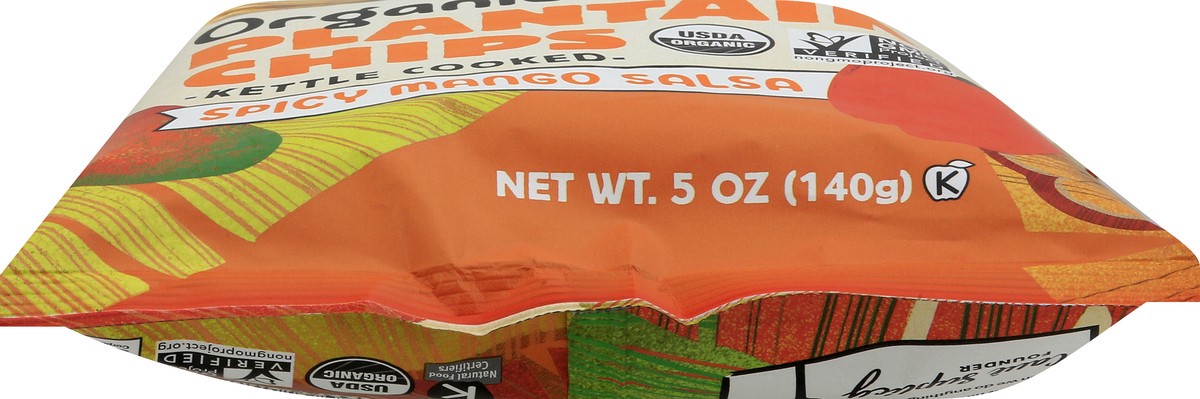 Organic
PLANTAIN
CHIPS
-KETTLE COOKED-
SPICY MANGO SALSA
USDA
ORGANIC
VERIFIED
nongmoproject.org
NET WT. 5 OZ (140g)
K
nongmoproject.org
VERIFIED
USDA
ORGANIC
Natural Food
Certifiers
K
FOUNDER